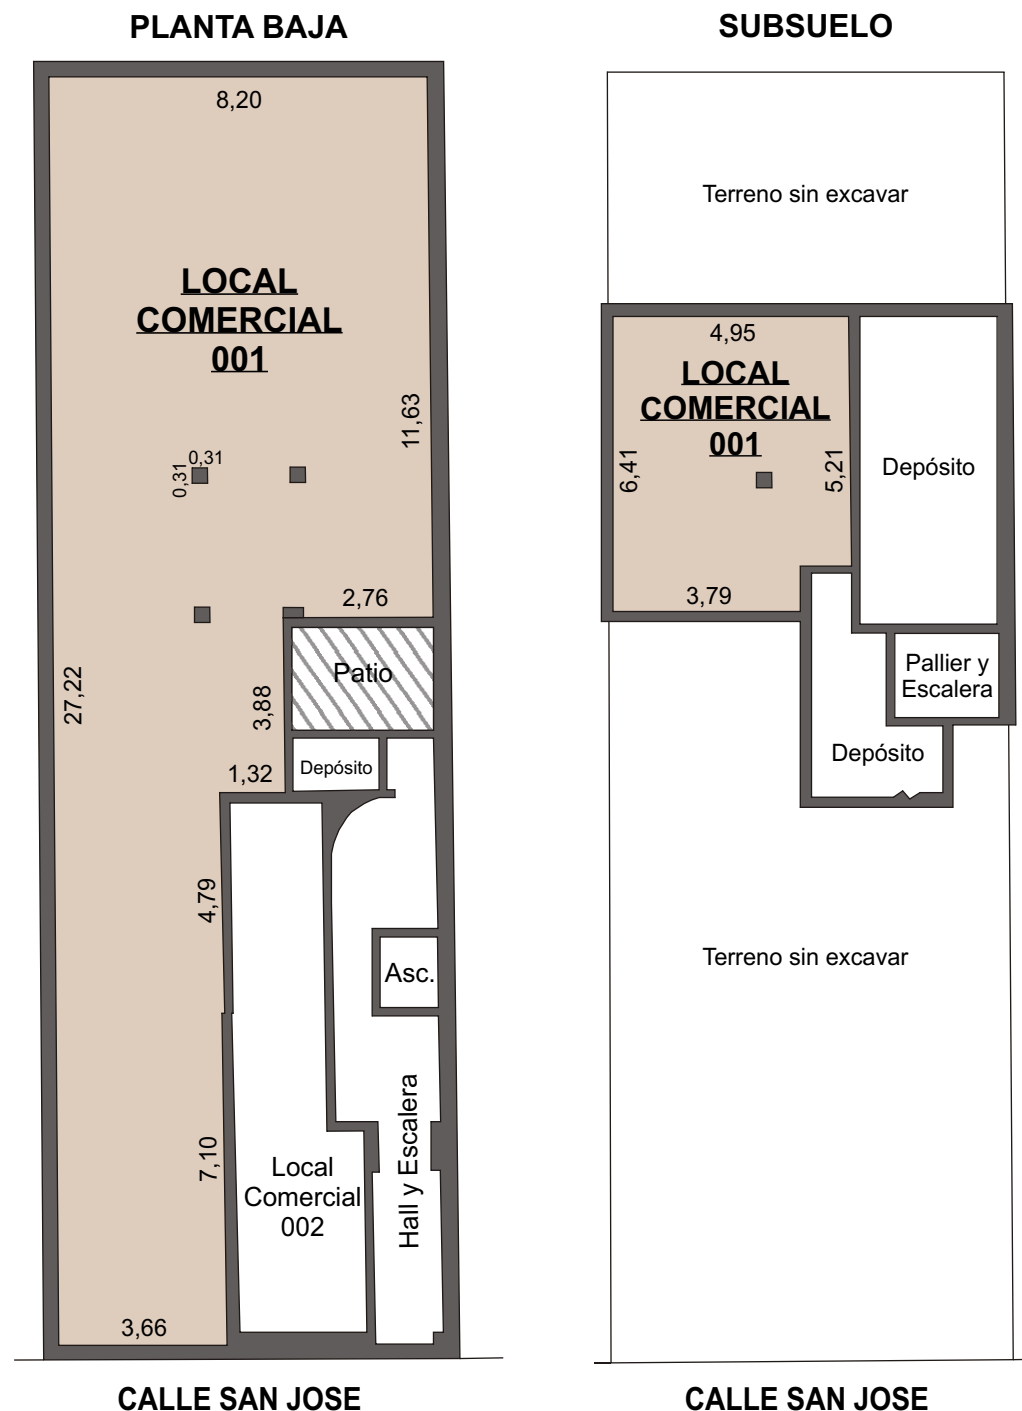 PLANTA BAJA
8,20
LOCAL
COMERCIAL
001
11,63
0,31
0,31
2,76
Patio
27,22
3,88
1,32
Depósito
4,79
Asc.
7,10
Hall y Escalera
Local
Comercial
002
3,66
CALLE SAN JOSE
SUBSUELO
Terreno sin excavar
4,95
LOCAL
COMERCIAL
001
6,41
5,21
Depósito
3,79
Pallier y
Escalera
Depósito
Terreno sin excavar
CALLE SAN JOSE